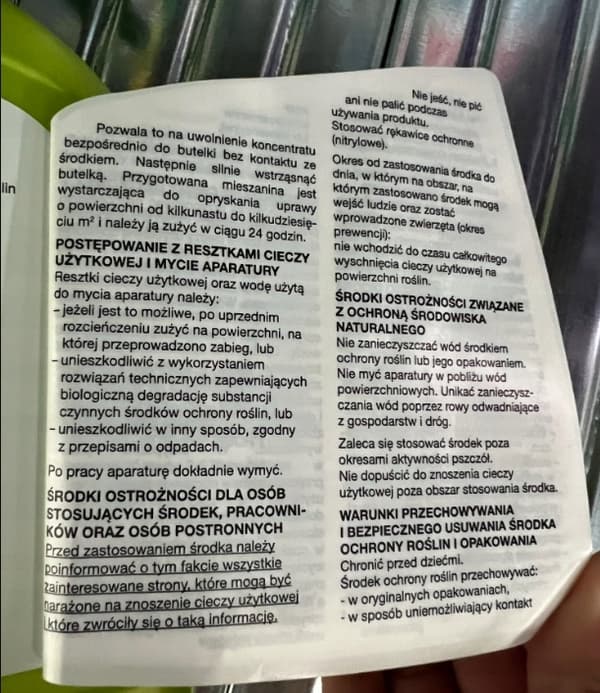 lin
Pozwala to na uwolnienie koncentratu
bezpośrednio do butelki bez kontaktu ze
środkiem. Następnie silnie wstrząsnąć
butelką. Przygotowana mieszanina jest
wystarczająca do opryskania uprawy
o powierzchni od kilkunastu do kilkudziesię-
ciu m² i należy ją zużyć w ciągu 24 godzin.
POSTĘPOWANIE Z RESZTKAMI CIECZY
UŻYTKOWEJ I MYCIE APARATURY
Resztki cieczy użytkowej oraz wodę użytą
do mycia aparatury należy:
– jeżeli jest to możliwe, po uprzednim
rozcieńczeniu zużyć na powierzchni, na
której przeprowadzono zabieg, lub
– unieszkodliwić z wykorzystaniem
rozwiązań technicznych zapewniających
biologiczną degradację substancji
czynnych środków ochrony roślin, lub
– unieszkodliwić w inny sposób, zgodny
z przepisami o odpadach.
Po pracy aparaturę dokładnie wymyć.
ŚRODKI OSTROŻNOŚCI DLA OSÓB
STOSUJĄCYCH ŚRODEK, PRACOWNI-
KÓW ORAZ OSÓB POSTRONNYCH
Przed zastosowaniem środka należy
poinformować o tym fakcie wszystkie
zainteresowane strony, które mogą być
narażone na znoszenie cieczy użytkowej
i które zwróciły się o taką informację.
Nie jeść, nie pić
ani nie palić podczas
używania produktu.
Stosować rękawice ochronne
(nitrylowe).
Okres od zastosowania środka do
dnia, w którym na obszar, na
którym zastosowano środek mogą
wejść ludzie oraz zostać
wprowadzone zwierzęta (okres
prewencji):
nie wchodzić do czasu całkowitego
wyschnięcia cieczy użytkowej na
powierzchni roślin.
ŚRODKI OSTROŻNOŚCI ZWIĄZANE
Z OCHRONĄ ŚRODOWISKA
NATURALNEGO
Nie zanieczyszczać wód środkiem
ochrony roślin lub jego opakowaniem.
Nie myć aparatury w pobliżu wód
powierzchniowych. Unikać zanieczysz-
czania wód poprzez rowy odwadniające
z gospodarstw i dróg.
Zaleca się stosować środek poza
okresami aktywności pszczół.
Nie dopuścić do znoszenia cieczy
użytkowej poza obszar stosowania środka.
WARUNKI PRZECHOWYWANIA
I BEZPIECZNEGO USUWANIA ŚRODKA
OCHRONY ROŚLIN I OPAKOWANIA
Chronić przed dziećmi.
Środek ochrony roślin przechowywać:
- w oryginalnych opakowaniach,
- w sposób uniemożliwiający kontakt